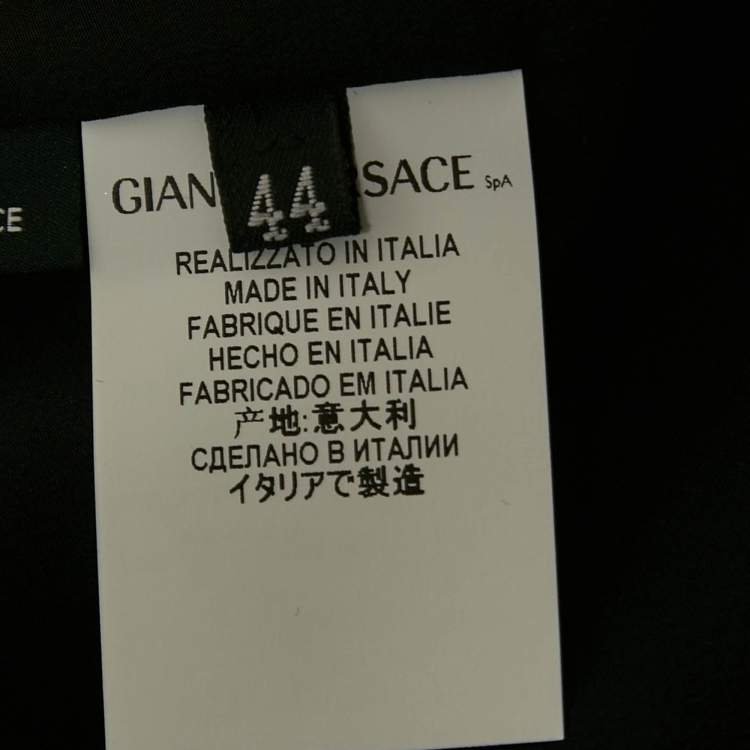 GIAN RSACE SpA
44
CE
REALIZZATO IN ITALIA
MADE IN ITALY
FABRIQUE EN ITALIE
HECHO EN ITALIA
FABRICADO EM ITALIA
产地:意大利
СДЕЛАНО В ИТАЛИИ
イタリアで製造